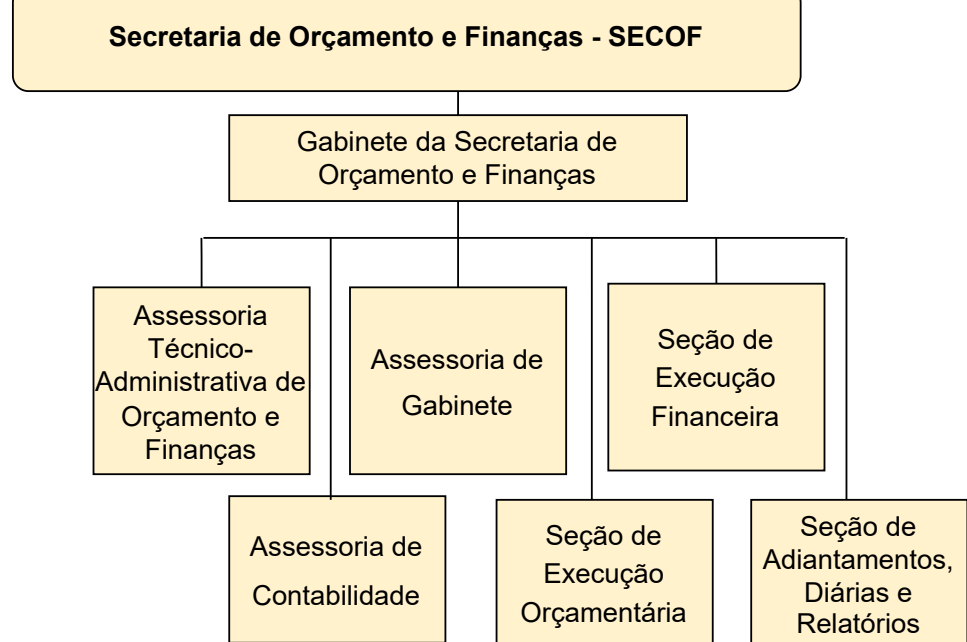 Secretaria de Orçamento e Finanças - SECOF
Gabinete da Secretaria de
Orçamento e Finanças
Assessoria
Técnico-
Administrativa de
Orçamento e
Finanças
Assessoria de
Gabinete
Seção de
Execução
Financeira
Assessoria de
Contabilidade
Seção de
Execução
Orçamentária
Seção de
Adiantamentos,
Diárias e
Relatórios